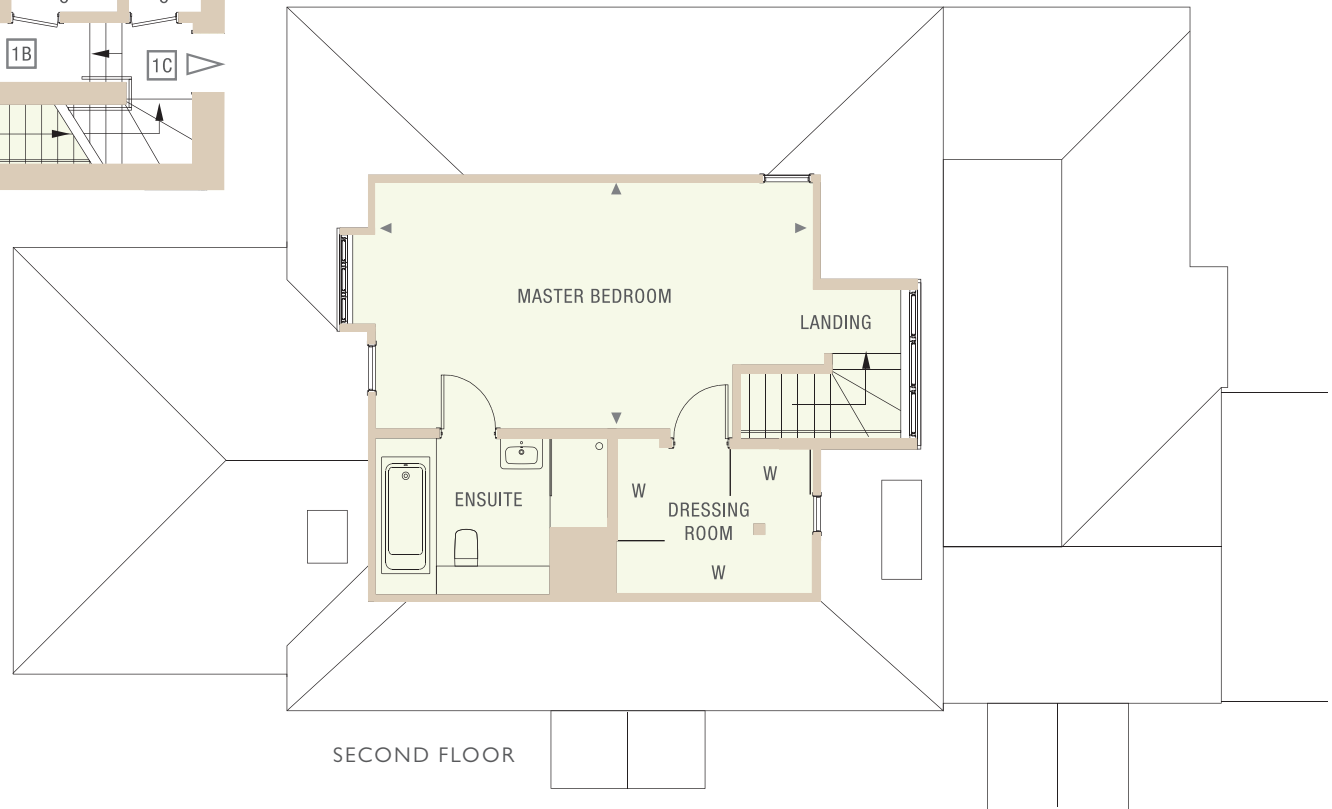 1B
1C
MASTER BEDROOM
LANDING
ENSUITE
W
W
DRESSING
ROOM
W
SECOND FLOOR